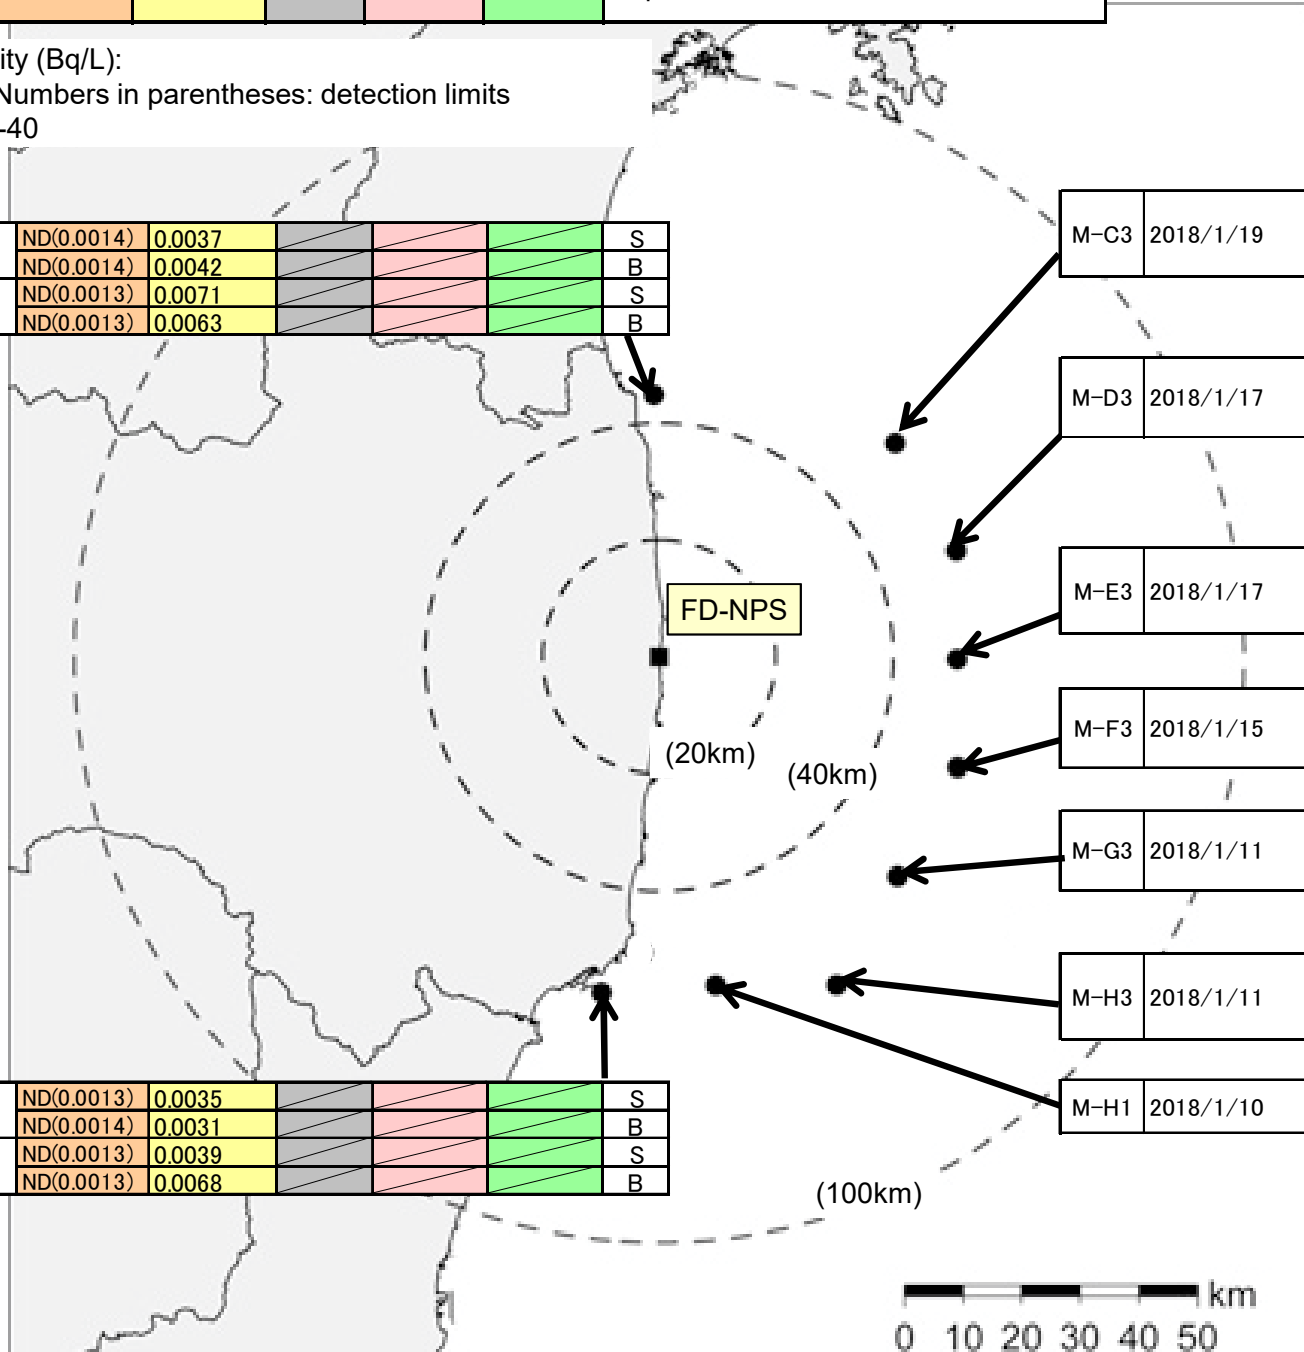 ity (Bq/L):
Numbers in parentheses: detection limits
-40
M-C3 2018/1/19
ND(0.0014) 0.0037 S
ND(0.0014) 0.0042 B
ND(0.0013) 0.0071 S
ND(0.0013) 0.0063 B
M-D3 2018/1/17
M-E3 2018/1/17
FD-NPS
M-F3 2018/1/15
(20km)
(40km)
M-G3 2018/1/11
M-H3 2018/1/11
M-H1 2018/1/10
ND(0.0013) 0.0035 S
ND(0.0014) 0.0031 B
ND(0.0013) 0.0039 S
ND(0.0013) 0.0068 B
(100km)
km
0 10 20 30 40 50